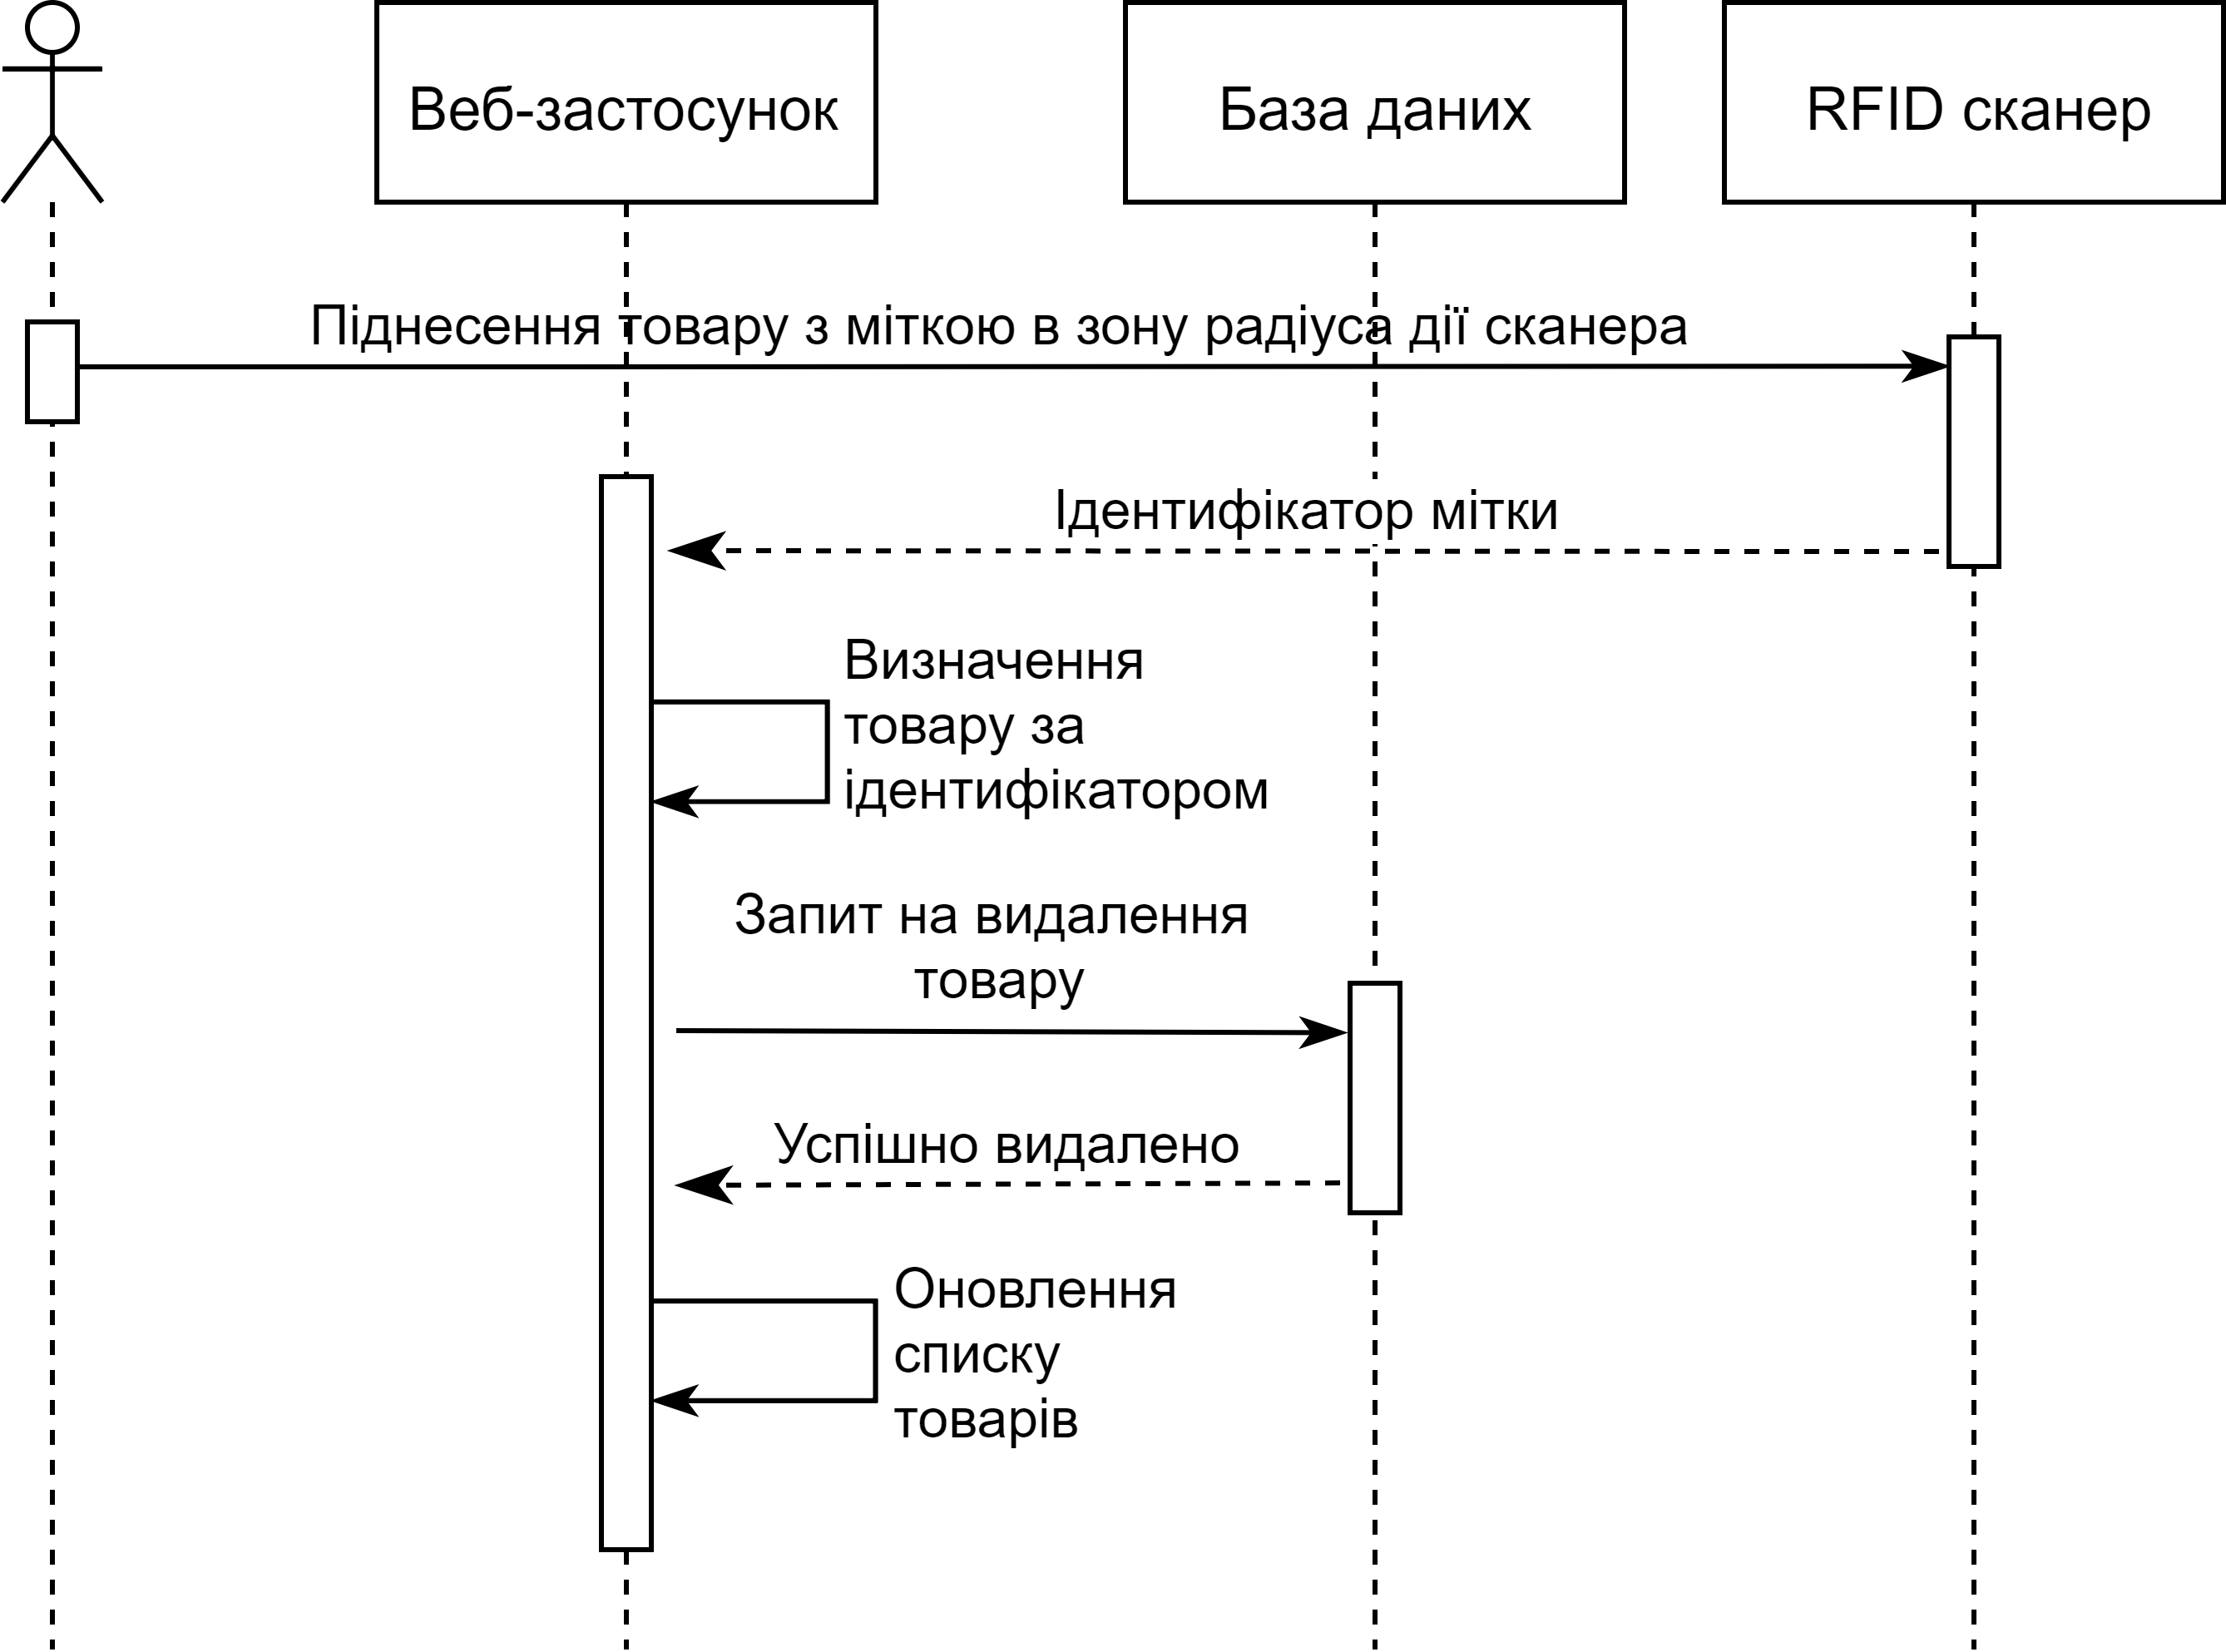 Веб-застосунок
База даних
RFID сканер
Піднесення товару з міткою в зону радіуса дії сканера
Ідентифікатор мітки
Визначення
товару за
ідентифікатором
Запит на видалення
товару
Успішно видалено
Оновлення
списку
товарів